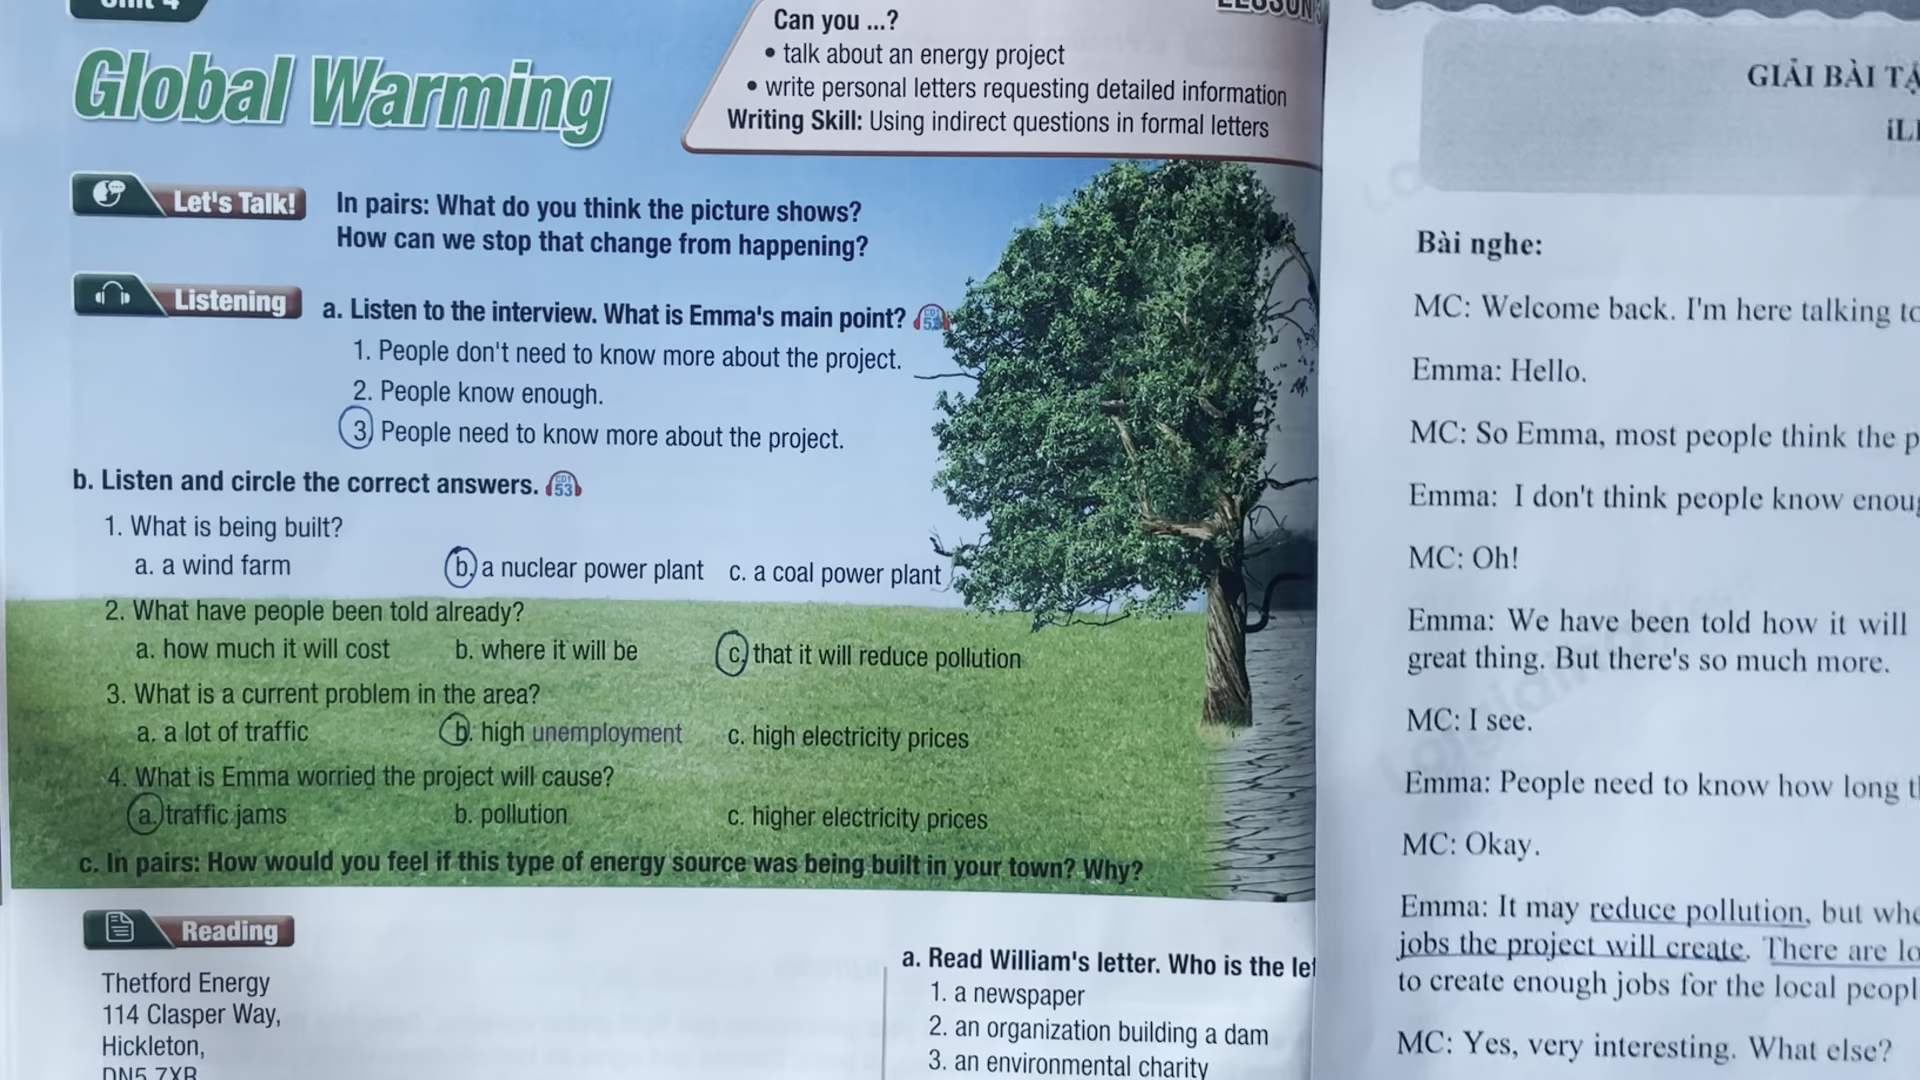 Unit 4
Global Warming
Can you ...?
• talk about an energy project
• write personal letters requesting detailed information
Writing Skill: Using indirect questions in formal letters
LESSON
Let's Talk!
In pairs: What do you think the picture shows?
How can we stop that change from happening?
Listening
a. Listen to the interview. What is Emma's main point?
1. People don't need to know more about the project.
2. People know enough.
3. People need to know more about the project.
b. Listen and circle the correct answers. CD1 53
1. What is being built?
a. a wind farm b. a nuclear power plant c. a coal power plant
2. What have people been told already?
a. how much it will cost b. where it will be c. that it will reduce pollution
3. What is a current problem in the area?
a. a lot of traffic b. high unemployment c. high electricity prices
4. What is Emma worried the project will cause?
a. traffic jams b. pollution c. higher electricity prices
c. In pairs: How would you feel if this type of energy source was being built in your town? Why?
Reading
Thetford Energy
114 Clasper Way,
Hickleton,
DN5 7XR
a. Read William's letter. Who is the
1. a newspaper
2. an organization building a dam
3. an environmental charity
GIẢI BÀI
Bài nghe:
MC: Welcome back. I'm here talking
Emma: Hello.
MC: So Emma, most people think the
Emma: I don't think people know
MC: Oh!
Emma: We have been told how it will
great thing. But there's so much more.
MC: I see.
Emma: People need to know how long
MC: Okay.
Emma: It may reduce pollution, but
jobs the project will create. There are
to create enough jobs for the local
MC: Yes, very interesting. What else?